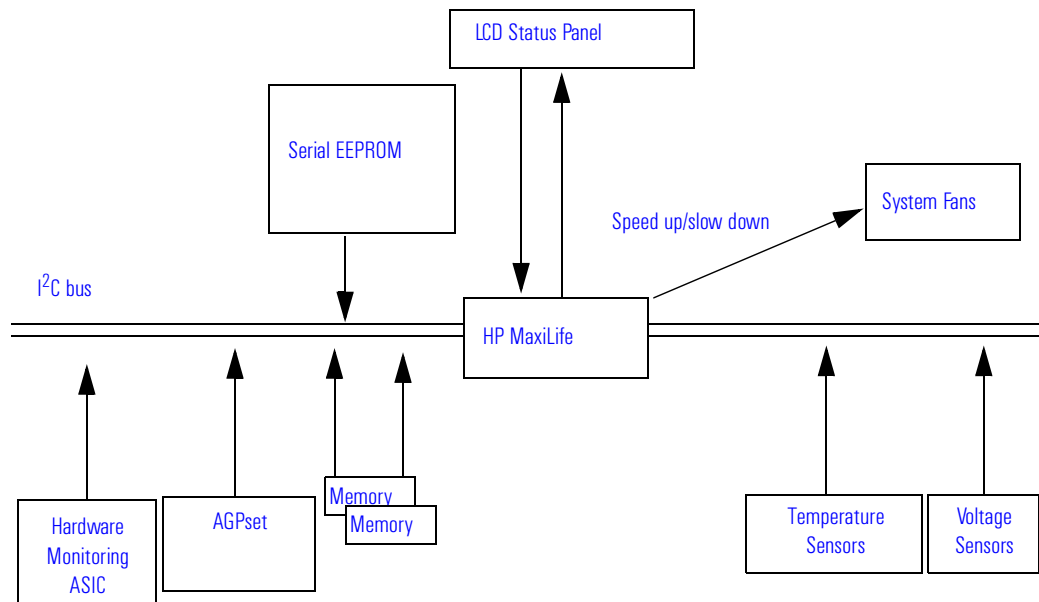 LCD Status Panel
Serial EEPROM
System Fans
Speed up/slow down
I²C bus
HP MaxiLife
Memory
Memory
AGPset
Hardware
Monitoring
ASIC
Temperature
Sensors
Voltage
Sensors